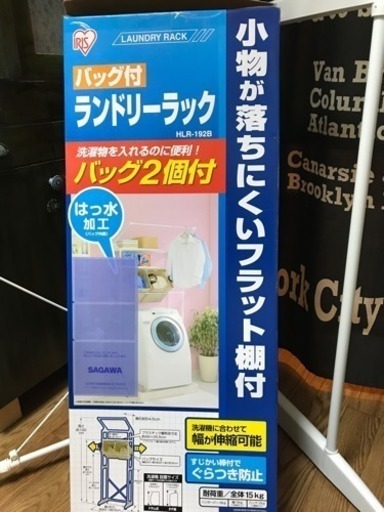 IRIS
LAUNDRY RACK
バッグ付
ランドリーラック
HLR-192B
洗濯物を入れるのに便利!
バッグ2個付
はっ水
加工
小物が落ちにくいフラット棚付
SAGAWA
洗濯機に合わせて
幅が伸縮可能
すじかい棒付で
ぐらつき防止
耐荷重/全体15kg
Van B
Colu
Atlantic
Canarsie
Brooklyn
ork City